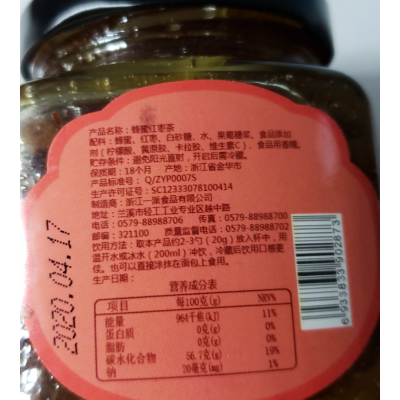 产品名称：蜂蜜红枣茶
配料：蜂蜜、红枣、白砂糖、水、果葡糖浆、食品添加
剂（柠檬酸、黄原胶、卡拉胶、维生素C）、食品用香精。
贮存条件：避免阳光直射，开启后需冷藏。
保质期：18个月 产地：浙江省金华市
产品标准号：Q/ZYP0007S
生产许可证号：SC12333078100414
制造商：浙江一派食品有限公司
地址：兰溪市轻工工业专业区越中路
电话：0579-88988706 传真：0579-88988700
邮编：321100 质量监督电话：0579-88988702
饮用方法：取本产品约2-3勺（20g）放入杯中，用
温开水或冰水（200ml）冲饮，冷藏后饮用口感更
佳。也可以直接涂抹在面包上食用。
生产日期：
营养成分表
项目 每100克(g) NRV%
能量 964千焦(kJ) 11%
蛋白质 0克(g) 0%
脂肪 0克(g) 0%
碳水化合物 56.7克(g) 19%
钠 20毫克(mg) 1%
2020.04.17
6933833902873